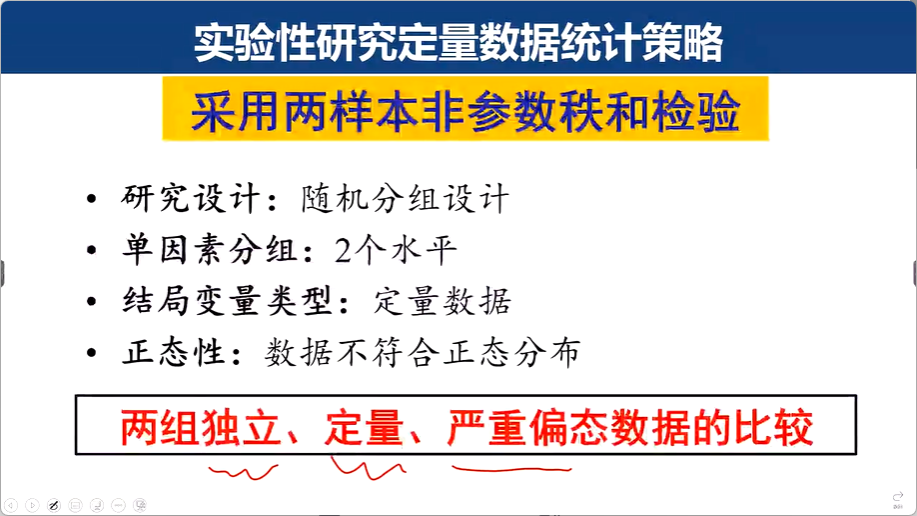 实验性研究定量数据统计策略
采用两样本非参数秩和检验
• 研究设计：随机分组设计
• 单因素分组：2个水平
• 结局变量类型：定量数据
• 正态性：数据不符合正态分布
两组独立、定量、严重偏态数据的比较